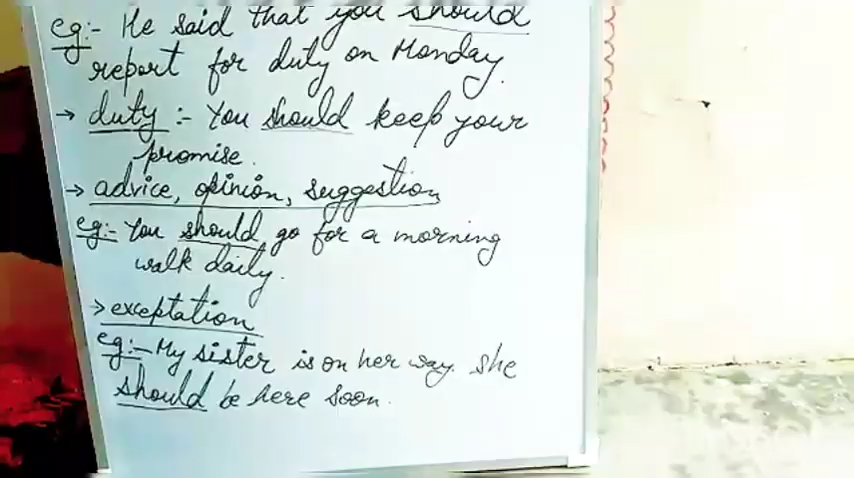 eg:- He said that you should
report for duty on Monday.
→ duty :- You should keep your
promise.
→ advice, opinion, suggestion,
eg:- You should go for a morning
walk daily.
→ exceptation
eg:- My sister is on her way. she
should be here soon.